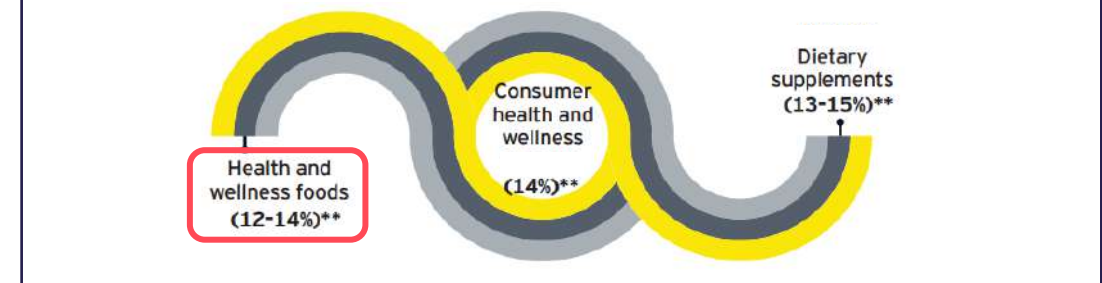 Health and
wellness foods
(12-14%)**
Consumer
health and
wellness
(14%)**
Dietary
supplements
(13-15%)**